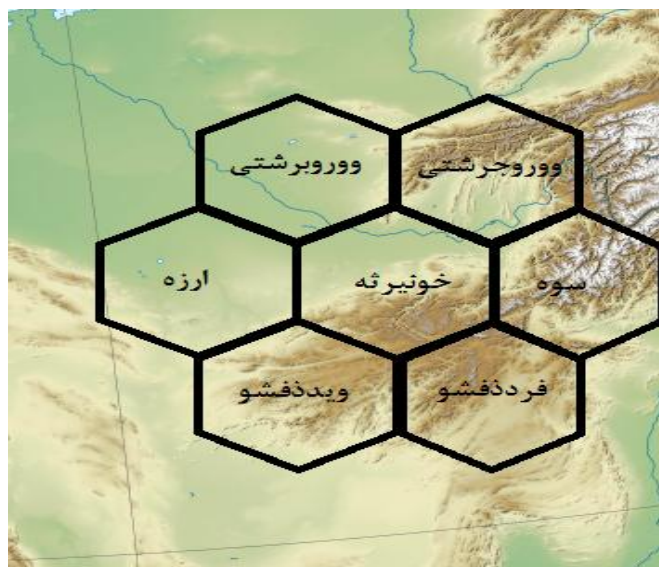 ووروجرشتی ووروبرشتی
سوه خونیرثه ارزه
فردذفشو ویدذفشو